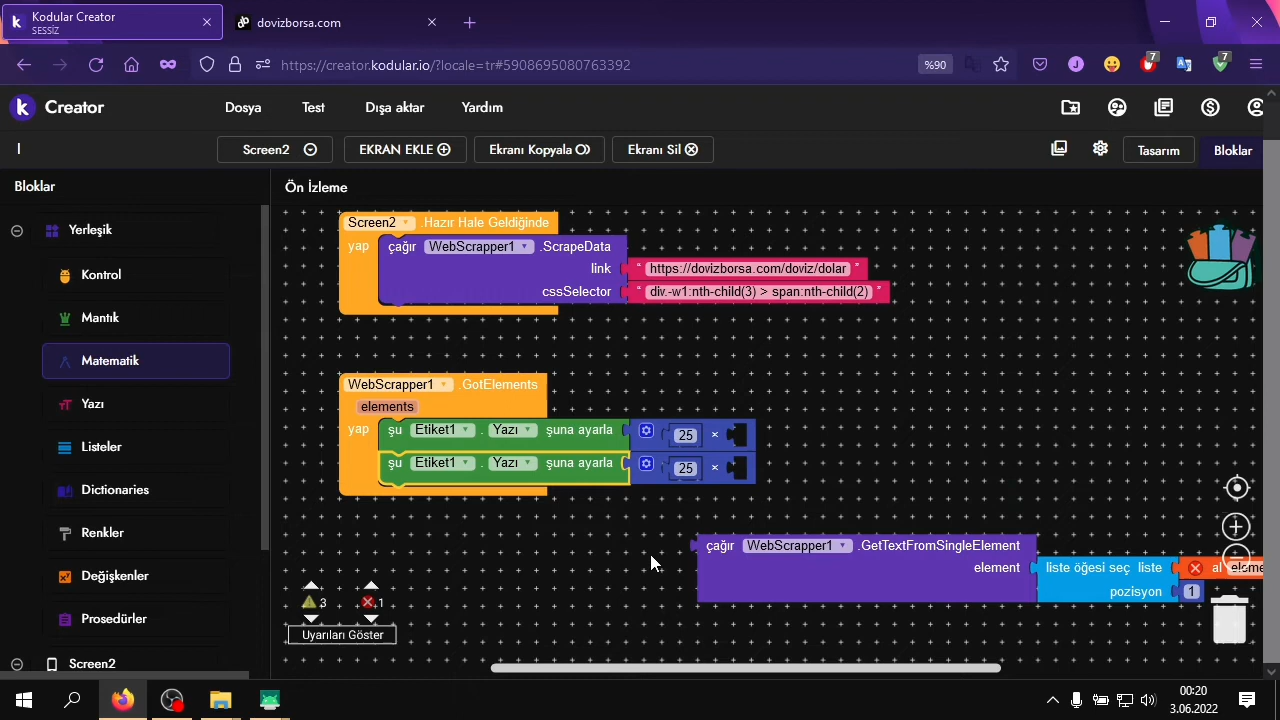 Kodular Creator
SESSİZ
dovizborsa.com
https://creator.kodular.io/?locale=tr#5908695080763392
%90
7
7
Creator
Dosya
Test
Dışa aktar
Yardım
l
Screen2
EKRAN EKLE
Ekranı Kopyala
Ekranı Sil
Tasarım
Bloklar
Bloklar
Ön İzleme
Yerleşik
Kontrol
Mantık
Matematik
Yazı
Listeler
Dictionaries
Renkler
Değişkenler
Prosedürler
Screen2
Screen2 .Hazır Hale Geldiğinde
yap çağır WebScrapper1 .ScrapeData
link “ https://dovizborsa.com/doviz/dolar ”
cssSelector “ div.-w1:nth-child(3) > span:nth-child(2) ”
WebScrapper1 .GotElements
elements
yap şu Etiket1 . Yazı şuna ayarla 25 ×
şu Etiket1 . Yazı şuna ayarla 25 ×
çağır WebScrapper1 .GetTextFromSingleElement
element liste öğesi seç liste al eleme
pozisyon 1
3
1
Uyarıları Göster
00:20
3.06.2022